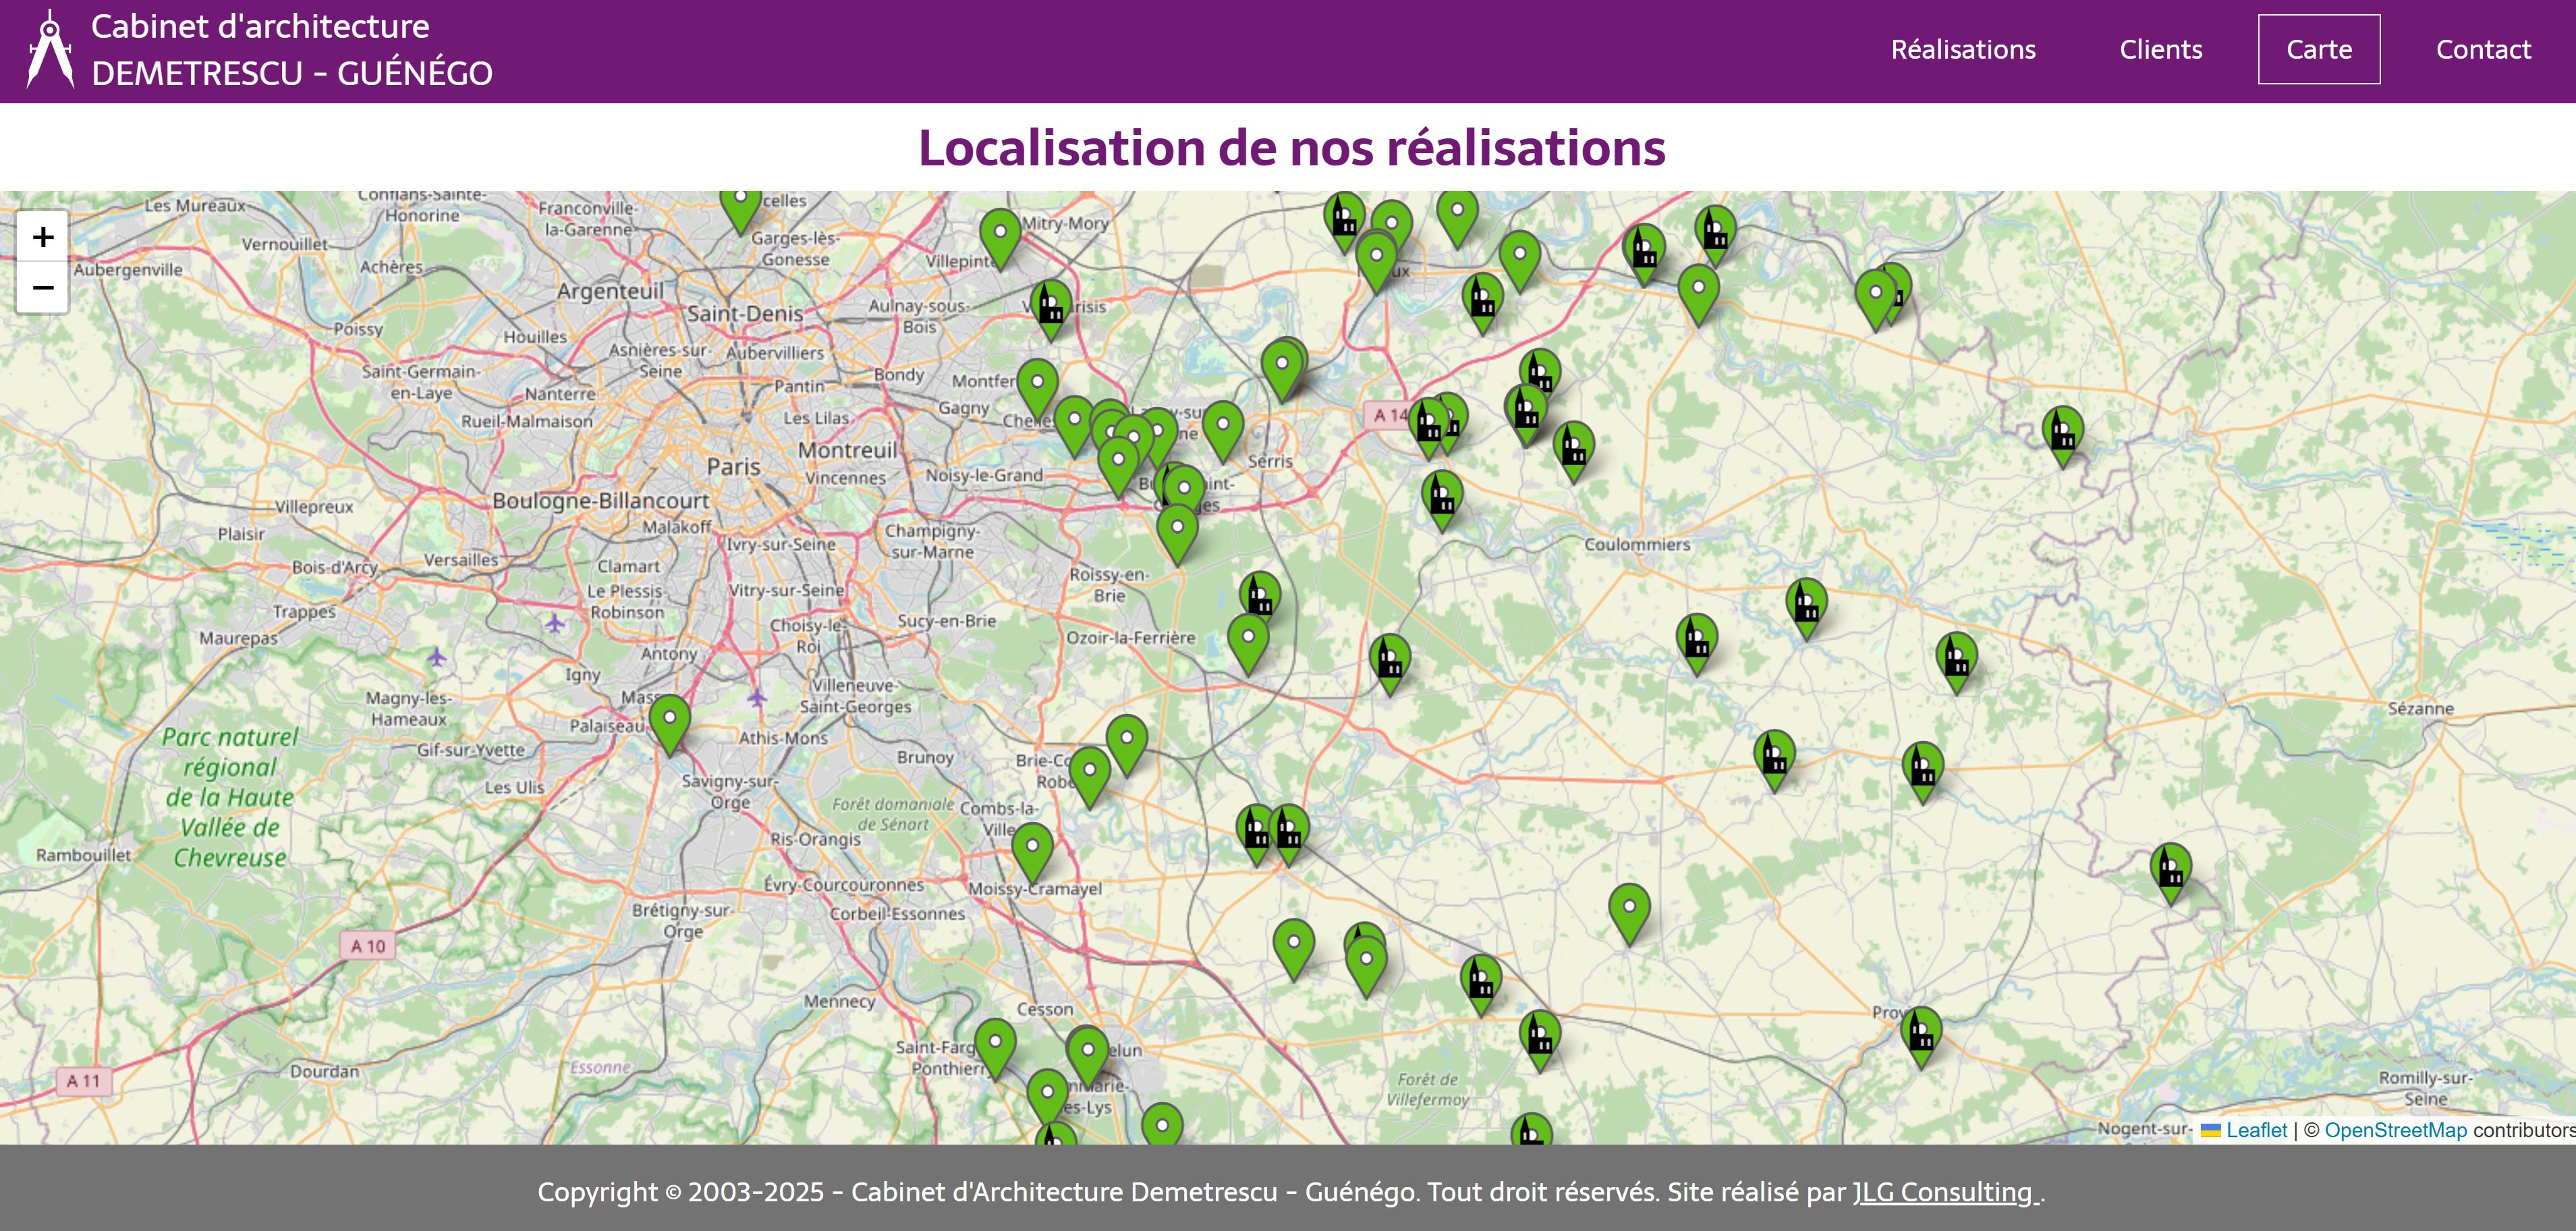 Cabinet d'architecture
DEMETRESCU - GUÉNÉGO
Réalisations
Clients
Carte
Contact
Localisation de nos réalisations
+
−
Les Mureaux
Conflans-Sainte-
Honorine
Franconville-
la-Garenne
Garges-lès-
Gonesse
Mitry-Mory
Villepinte
Vernouillet
Achères
Aubergenville
Argenteuil
Saint-Denis
Aulnay-sous-
Bois
Poissy
Houilles
Asnières-sur-
Seine
Aubervilliers
Saint-Germain-
en-Laye
Nanterre
Pantin
Bondy
Rueil-Malmaison
Les Lilas
Gagny
A 14
Montreuil
Paris
Vincennes
Noisy-le-Grand
Serris
Boulogne-Billancourt
Villepreux
Malakoff
Plaisir
Ivry-sur-Seine
Champigny-
sur-Marne
Coulommiers
Versailles
Bois-d'Arcy
Clamart
Roissy-en-
Brie
Le Plessis
Robinson
Vitry-sur-Seine
Trappes
Choisy-le-
Roi
Sucy-en-Brie
Ozoir-la-Ferrière
Maurepas
Antony
Igny
Magny-les-
Hameaux
Villeneuve-
Saint-Georges
Palaiseau
Sézanne
Parc naturel
régional
de la Haute
Vallée de
Chevreuse
Gif-sur-Yvette
Athis-Mons
Brunoy
Les Ulis
Savigny-sur-
Orge
Forêt domaniale
de Sénart
Combs-la-
Ville
Ris-Orangis
Rambouillet
Évry-Courcouronnes
Moissy-Cramayel
Brétigny-sur-
Orge
Corbeil-Essonnes
A 10
Mennecy
Cesson
Saint-Farg
Ponthierry
Dourdan
Essonne
A 11
Forêt de
Villefermoy
Romilly-sur-
Seine
Nogent-sur-
Leaflet | © OpenStreetMap contributors
Copyright © 2003-2025 - Cabinet d'Architecture Demetrescu - Guénégo. Tout droit réservés. Site réalisé par JLG Consulting .